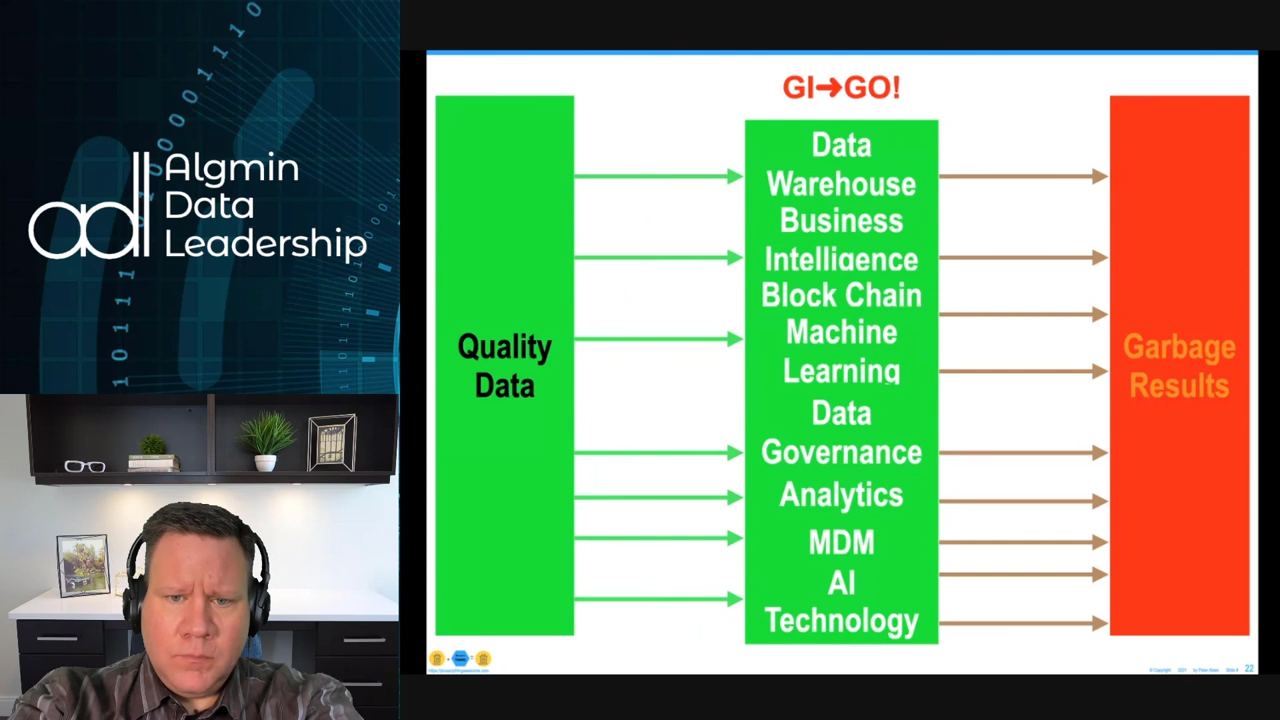 Algmin
Data
Leadership
GI➔GO!
Quality
Data
Data
Warehouse
Business
Intelligence
Block Chain
Machine
Learning
Data
Governance
Analytics
MDM
AI
Technology
Garbage
Results
22